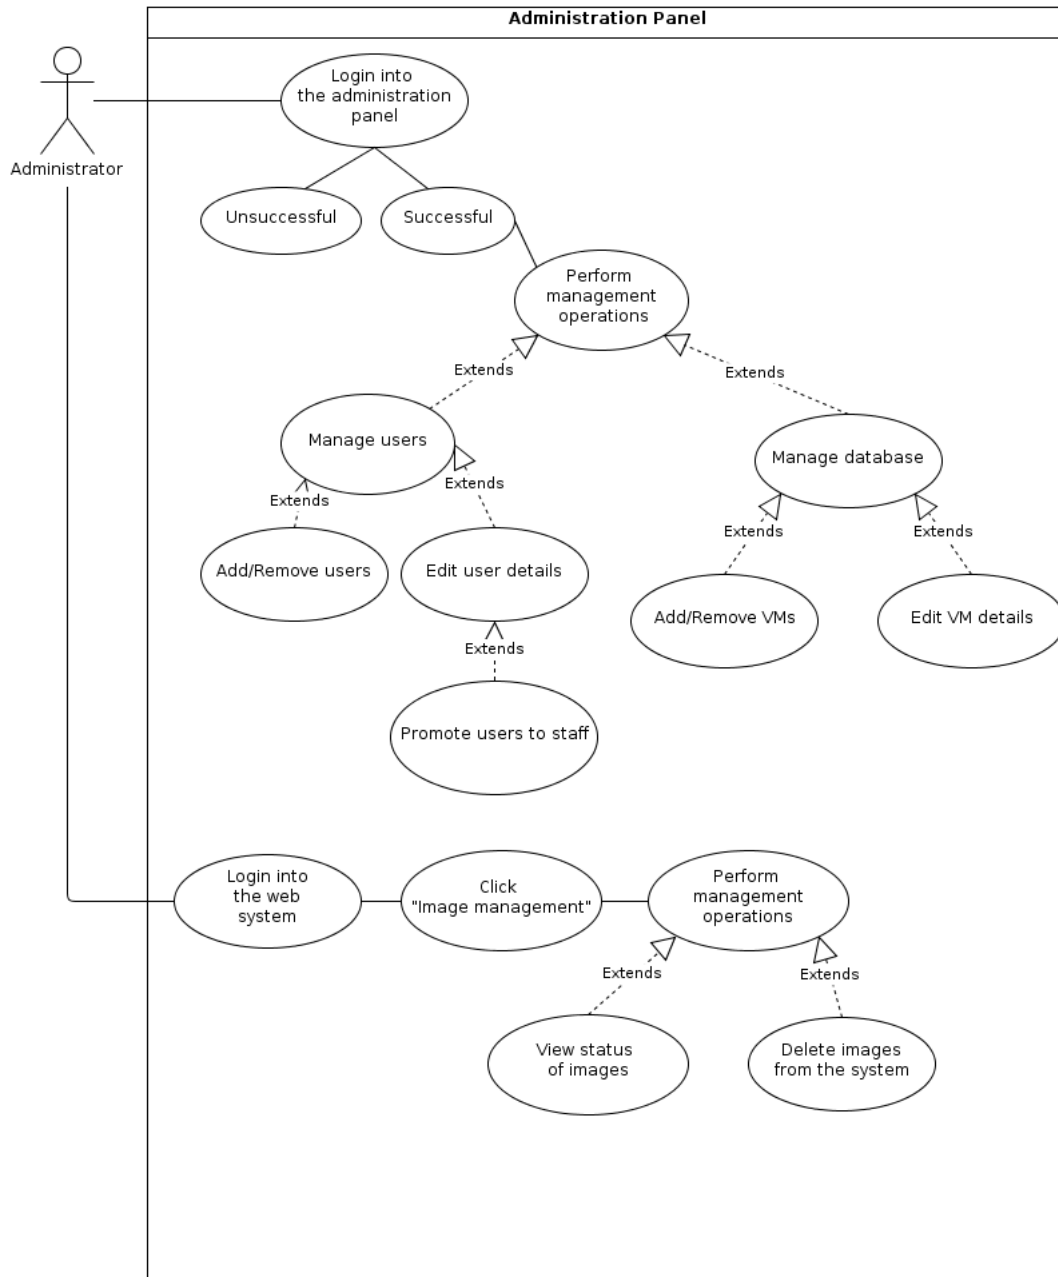 Administration Panel
Login into
the administration
panel
Administrator
Unsuccessful
Successful
Perform
management
operations
Extends
Extends
Manage users
Manage database
Extends
Extends
Extends
Extends
Add/Remove users
Edit user details
Add/Remove VMs
Edit VM details
Extends
Promote users to staff
Login into
the web
system
Click
"Image management"
Perform
management
operations
Extends
Extends
View status
of images
Delete images
from the system